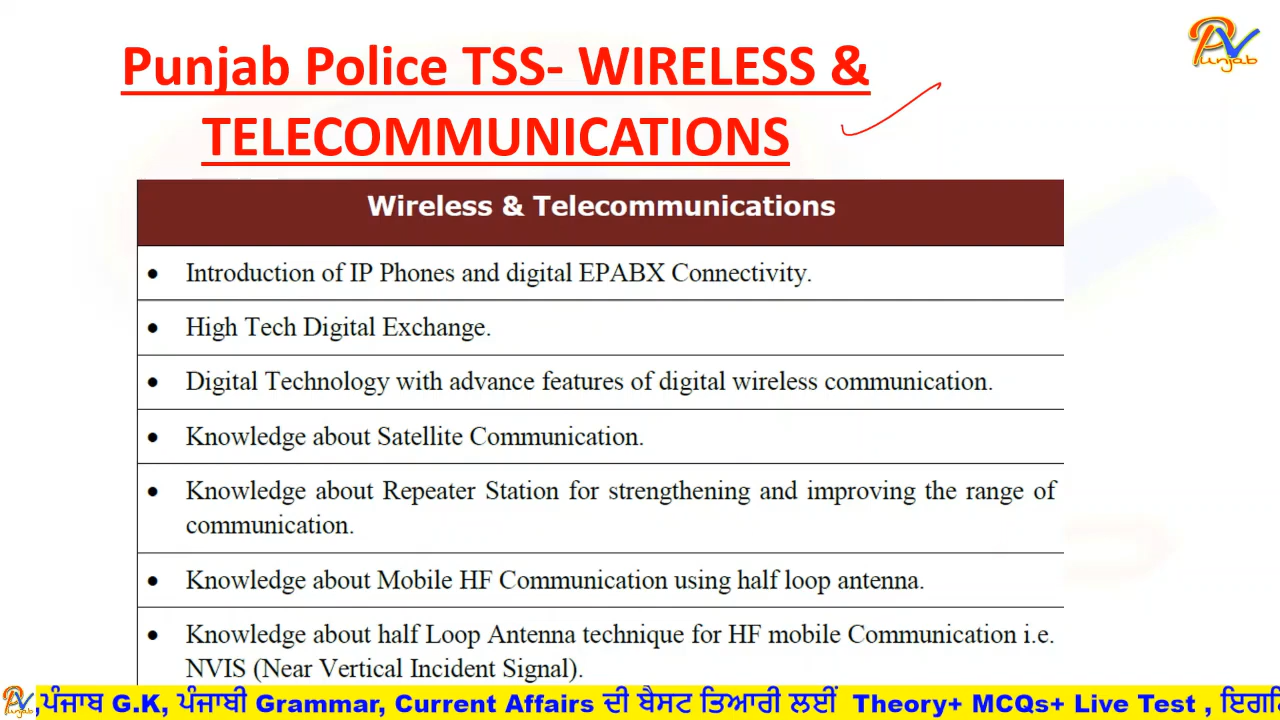 Punjab Police TSS- WIRELESS &
TELECOMMUNICATIONS
PV
Punjab
Wireless & Telecommunications
• Introduction of IP Phones and digital EPABX Connectivity.
• High Tech Digital Exchange.
• Digital Technology with advance features of digital wireless communication.
• Knowledge about Satellite Communication.
• Knowledge about Repeater Station for strengthening and improving the range of
communication.
• Knowledge about Mobile HF Communication using half loop antenna.
• Knowledge about half Loop Antenna technique for HF mobile Communication i.e.
NVIS (Near Vertical Incident Signal).
,ਪੰਜਾਬ G.K, ਪੰਜਾਬੀ Grammar, Current Affairs ਦੀ ਬੈਸਟ ਤਿਆਰੀ ਲਈਂ Theory+ MCQs+ Live Test ,